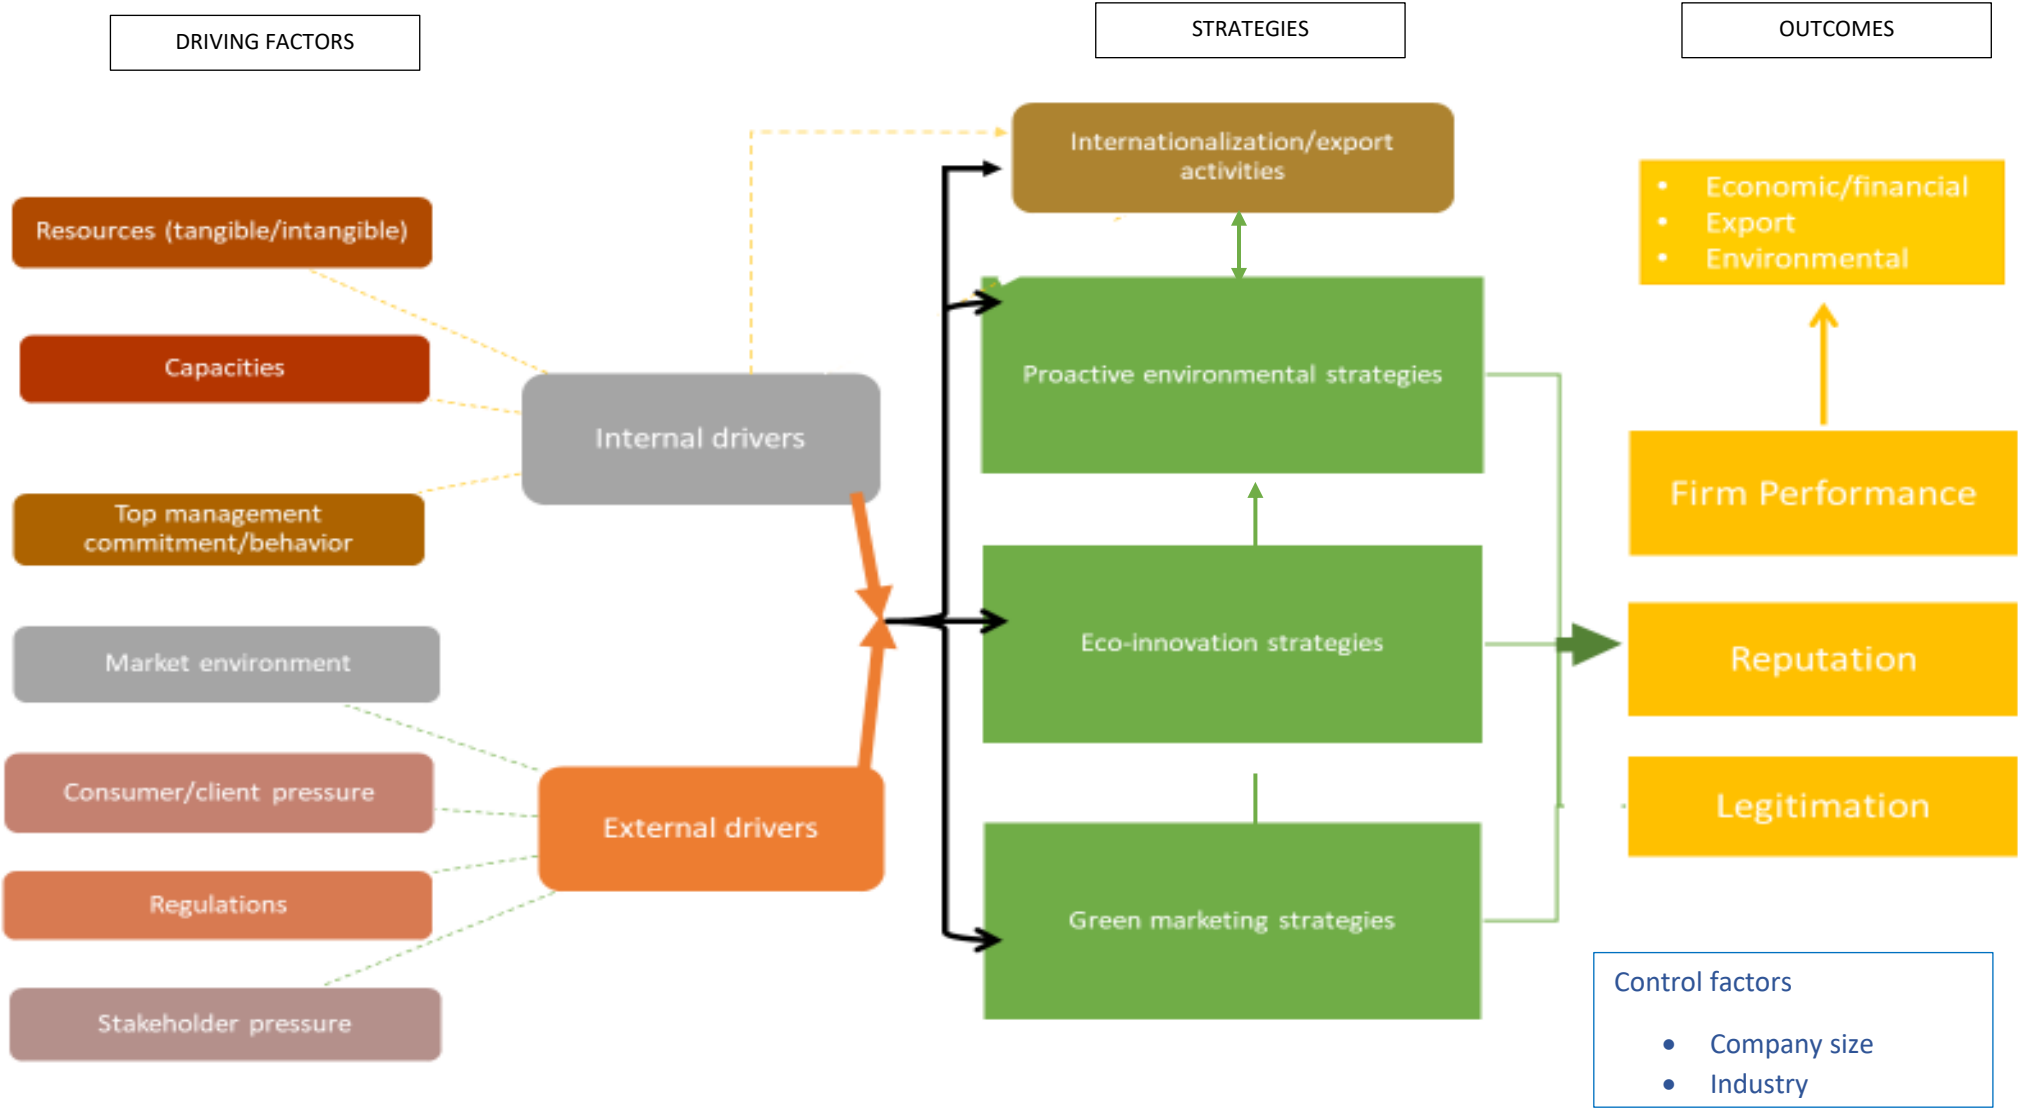 DRIVING FACTORS
STRATEGIES
OUTCOMES
Resources (tangible/intangible)
Capacities
Top management
commitment/behavior
Market environment
Consumer/client pressure
Regulations
Stakeholder pressure
Internal drivers
External drivers
Internationalization/export
activities
Proactive environmental strategies
Eco-innovation strategies
Green marketing strategies
• Economic/financial
• Export
• Environmental
Firm Performance
Reputation
Legitimation
Control factors
• Company size
• Industry